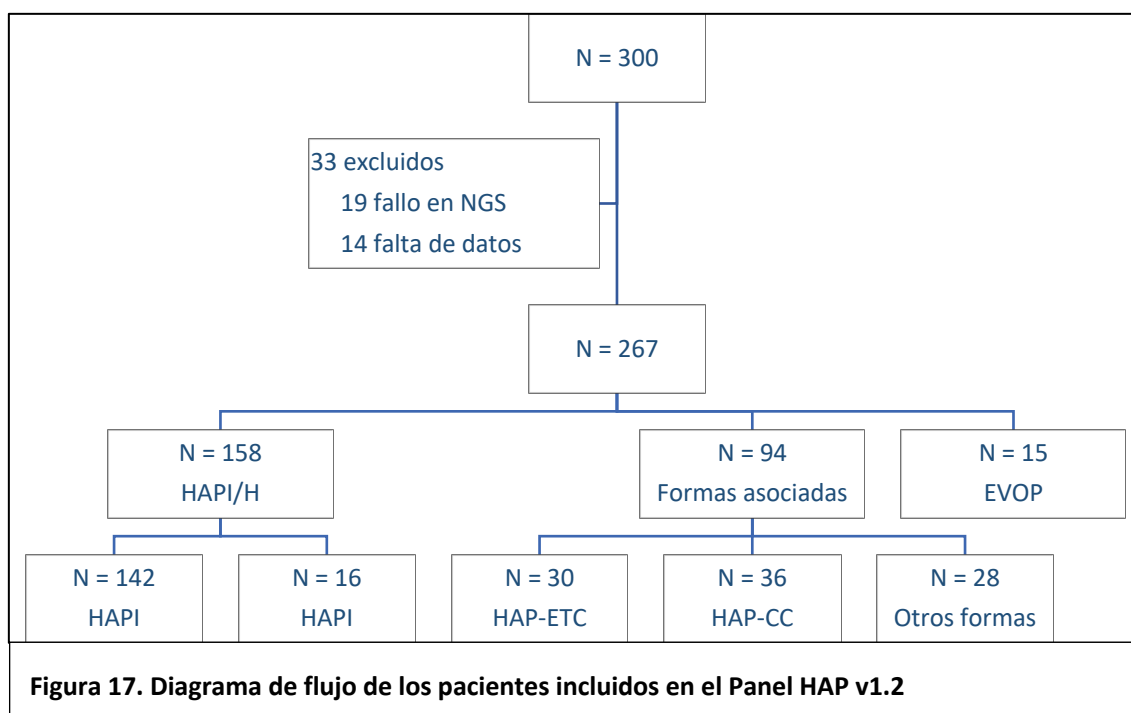 N = 300
33 excluidos
19 fallo en NGS
14 falta de datos
N = 267
N = 158
HAPI/H
N = 94
Formas asociadas
N = 15
EVOP
N = 142
HAPI
N = 16
HAPI
N = 30
HAP-ETC
N = 36
HAP-CC
N = 28
Otros formas
Figura 17. Diagrama de flujo de los pacientes incluidos en el Panel HAP v1.2